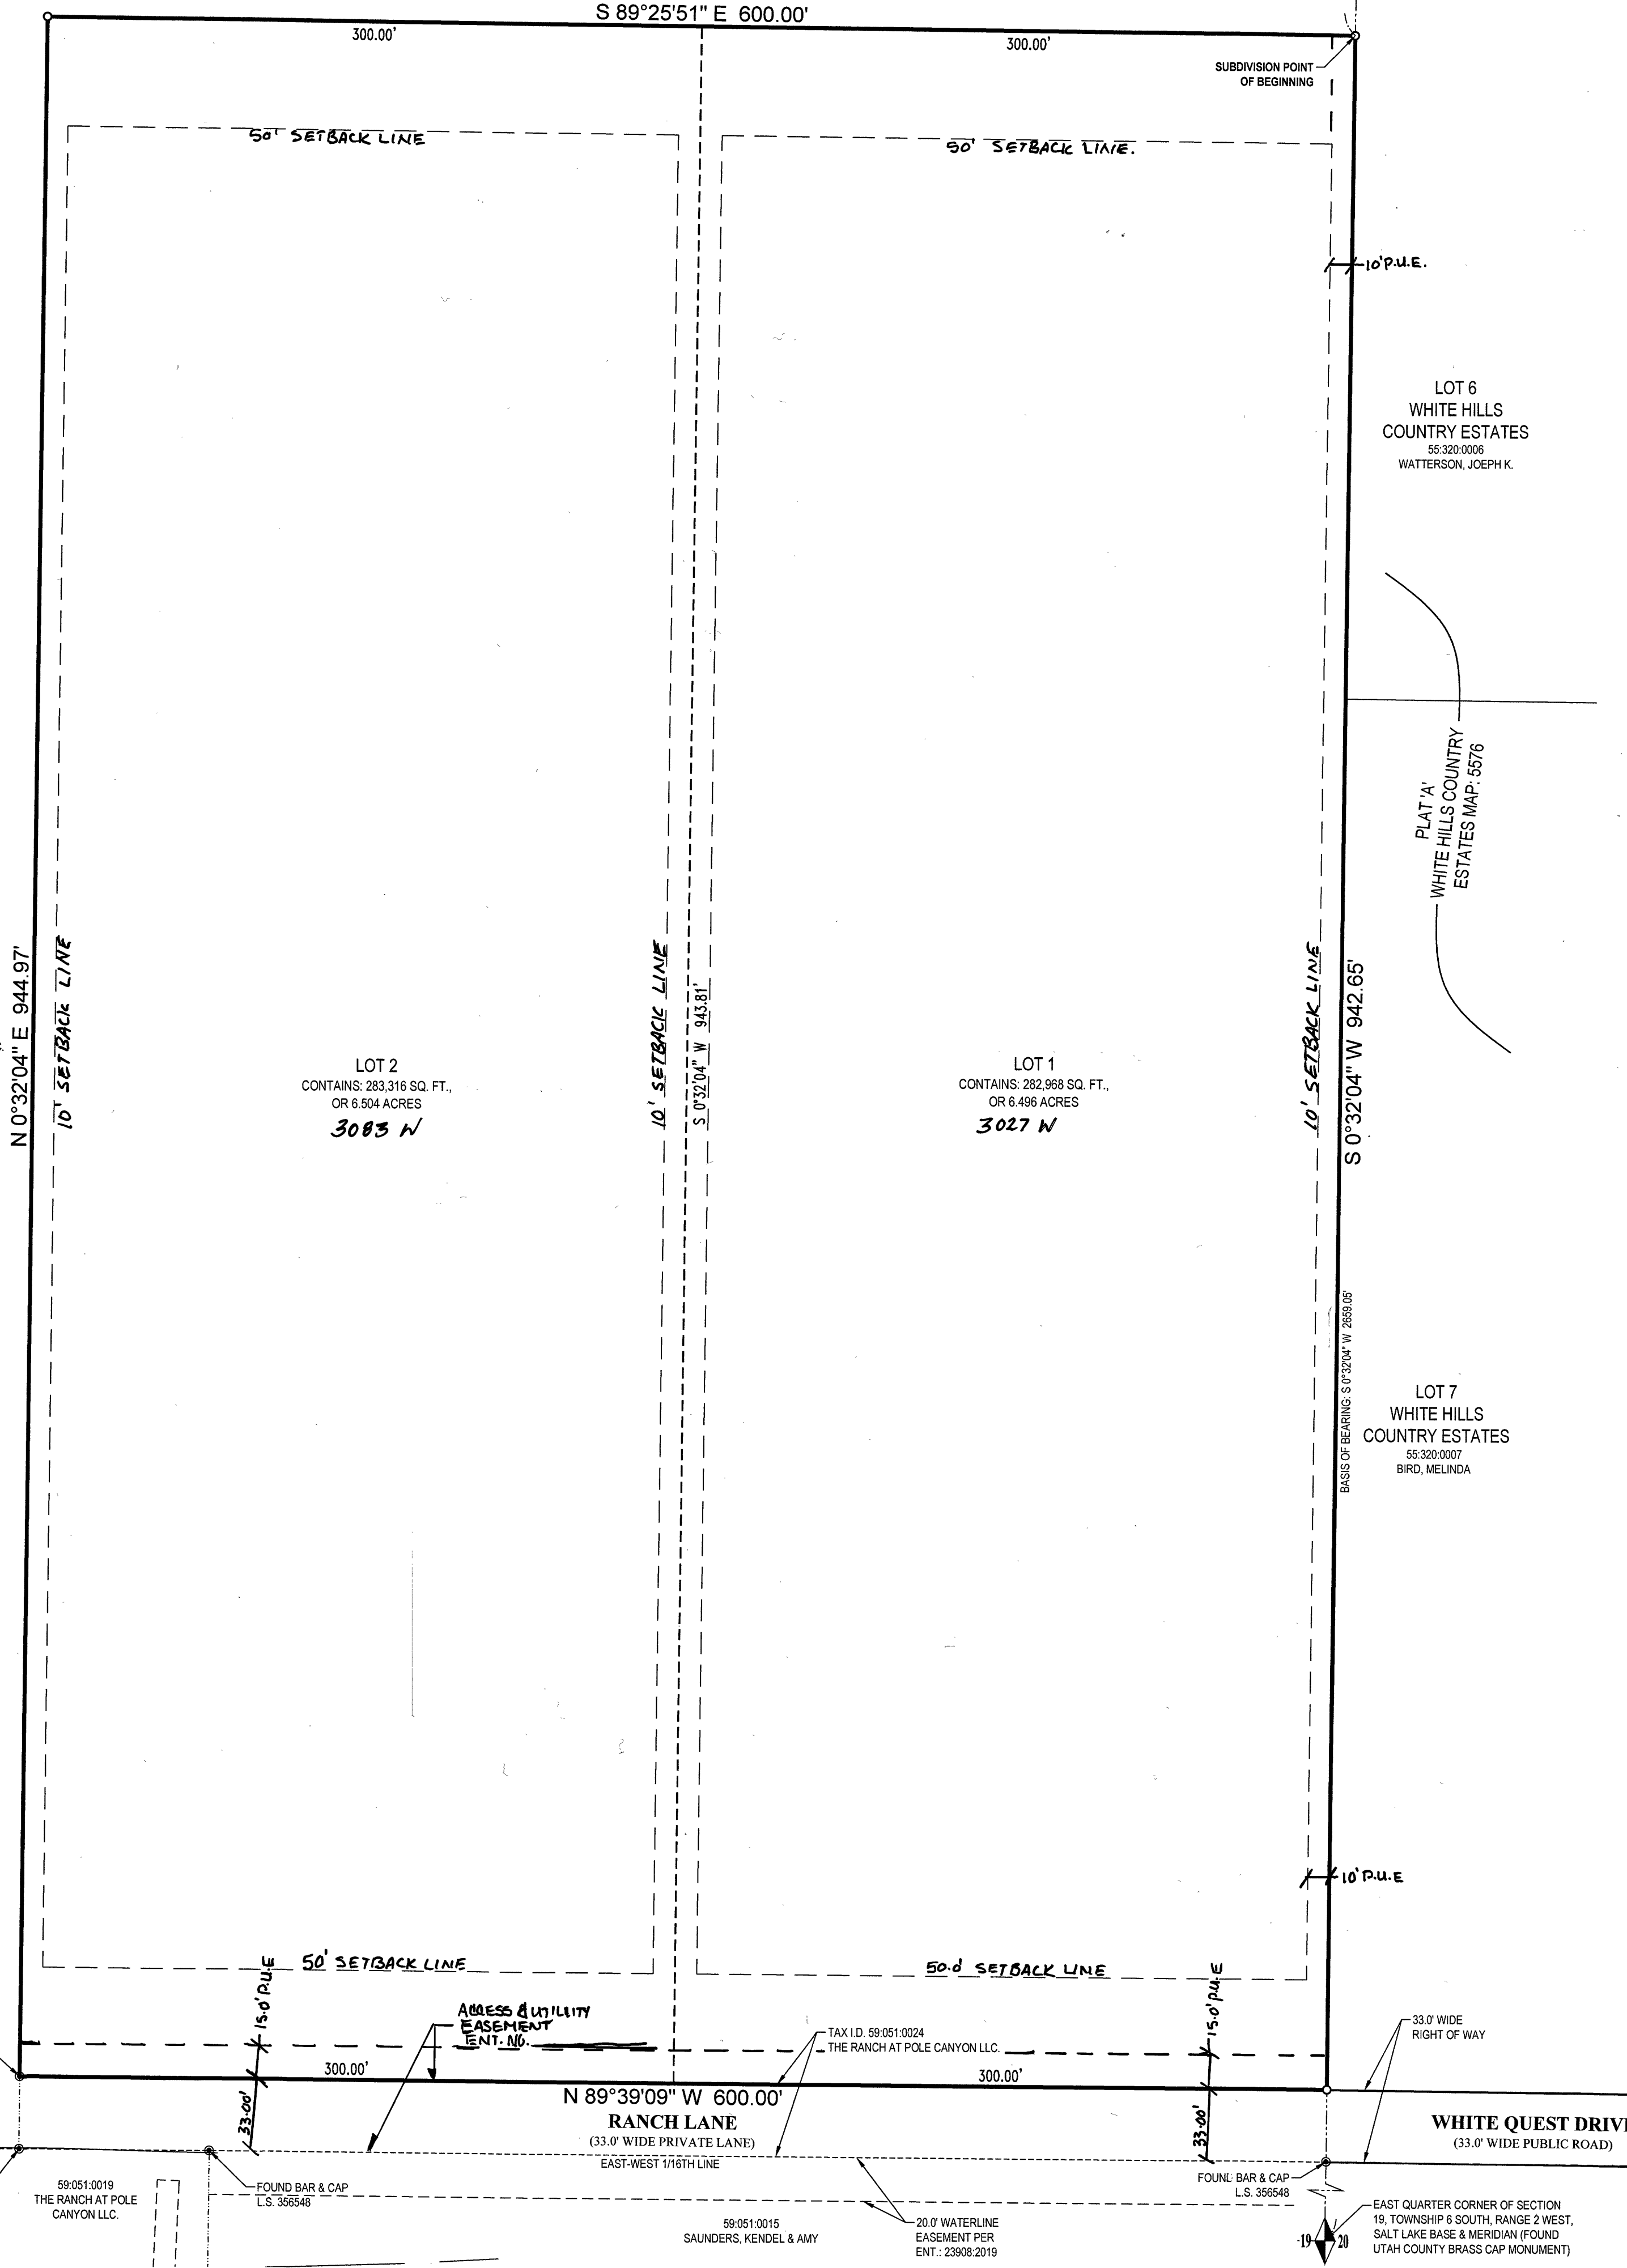 S 89°25'51" E 600.00'
300.00'
300.00'
SUBDIVISION POINT
OF BEGINNING
50' SETBACK LINE
50' SETBACK LINE.
10' P.U.E.
LOT 6
WHITE HILLS
COUNTRY ESTATES
55:320:0006
WATTERSON, JOEPH K.
PLAT 'A'
WHITE HILLS COUNTRY
ESTATES MAP: 5576
N 0°32'04" E 944.97'
10' SETBACK LINE
LOT 2
CONTAINS: 283,316 SQ. FT.,
OR 6.504 ACRES
3083 W
10' SETBACK LINE
S 0°32'04" W 943.81'
LOT 1
CONTAINS: 282,968 SQ. FT.,
OR 6.496 ACRES
3027 W
10' SETBACK LINE
S 0°32'04" W 942.65'
BASIS OF BEARING: S 0°32'04" W 2659.05'
LOT 7
WHITE HILLS
COUNTRY ESTATES
55:320:0007
BIRD, MELINDA
10' P.U.E
50' SETBACK LINE
50.0' SETBACK LINE
15.0' P.U.E
15.0' P.U.E
ACCESS & UTILIITY
EASEMENT
ENT. NO.
TAX I.D. 59:051:0024
THE RANCH AT POLE CANYON LLC.
33.0' WIDE
RIGHT OF WAY
300.00'
300.00'
N 89°39'09" W 600.00'
33.00'
33.00'
RANCH LANE
(33.0' WIDE PRIVATE LANE)
WHITE QUEST DRIV
(33.0' WIDE PUBLIC ROAD)
EAST-WEST 1/16TH LINE
59:051:0019
THE RANCH AT POLE
CANYON LLC.
FOUND BAR & CAP
L.S. 356548
FOUND BAR & CAP
L.S. 356548
59:051:0015
SAUNDERS, KENDEL & AMY
20.0' WATERLINE
EASEMENT PER
ENT.: 23908:2019
19 20
EAST QUARTER CORNER OF SECTION
19, TOWNSHIP 6 SOUTH, RANGE 2 WEST,
SALT LAKE BASE & MERIDIAN (FOUND
UTAH COUNTY BRASS CAP MONUMENT)